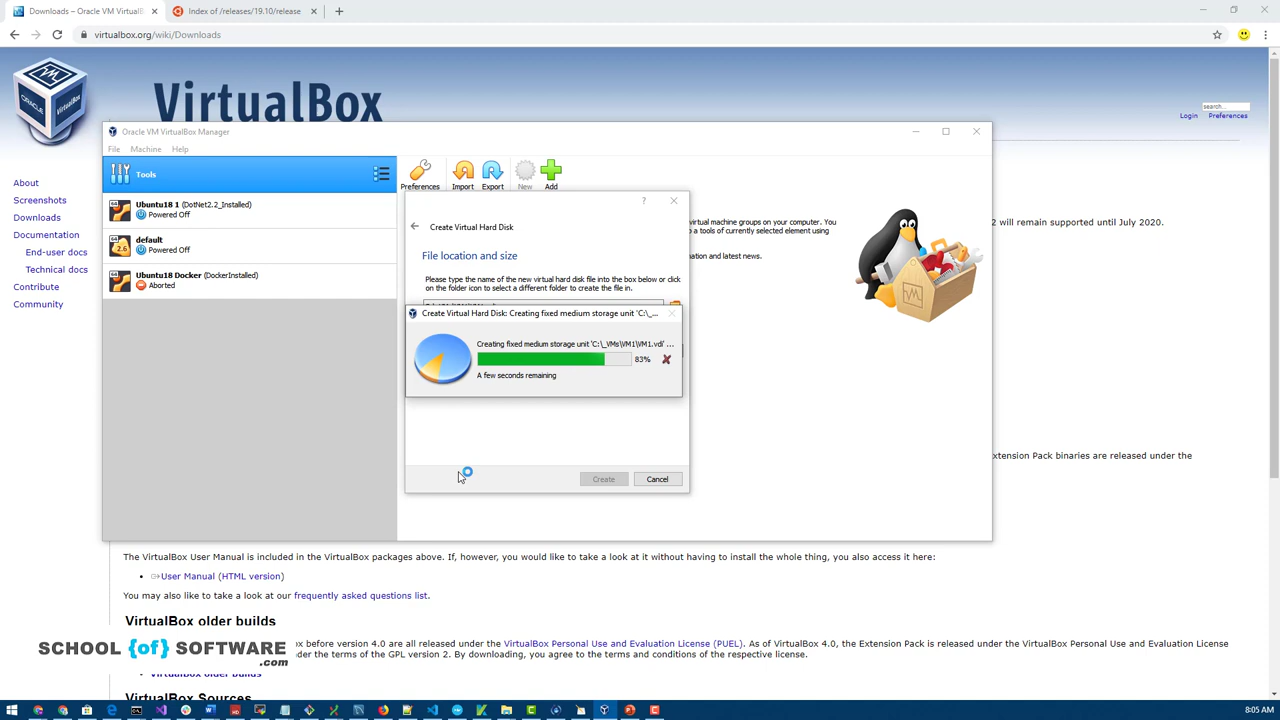 Downloads – Oracle VM VirtualBox
Index of /releases/19.10/release
virtualbox.org/wiki/Downloads
VirtualBox
search...
Login Preferences
About
Screenshots
Downloads
Documentation
End-user docs
Technical docs
Contribute
Community
Oracle VM VirtualBox Manager
File Machine Help
Tools
Preferences Import Export New Add
Ubuntu18 1 (DotNet2.2_Installed)
Powered Off
default
Powered Off
Ubuntu18 Docker (DockerInstalled)
Aborted
virtual machine groups on your computer. You
o a tools of currently selected element using
mation and latest news.
2 will remain supported until July 2020.
Create Virtual Hard Disk
File location and size
Please type the name of the new virtual hard disk file into the box below or click
on the folder icon to select a different folder to create the file in.
Create Virtual Hard Disk: Creating fixed medium storage unit 'C:\_...
Creating fixed medium storage unit 'C:\_VMs\VM1\VM1.vdi' ...
83%
A few seconds remaining
Create Cancel
xtension Pack binaries are released under the
The VirtualBox User Manual is included in the VirtualBox packages above. If, however, you would like to take a look at it without having to install the whole thing, you also access it here:
User Manual (HTML version)
You may also like to take a look at our frequently asked questions list.
VirtualBox older builds
ox before version 4.0 are all released under the VirtualBox Personal Use and Evaluation License (PUEL). As of VirtualBox 4.0, the Extension Pack is released under the VirtualBox Personal Use and Evaluation License
der the terms of the GPL version 2. By downloading, you agree to the terms and conditions of the respective license.
SCHOOL {of} SOFTWARE
.com
VirtualBox older builds
VirtualBox Sources
8:05 AM